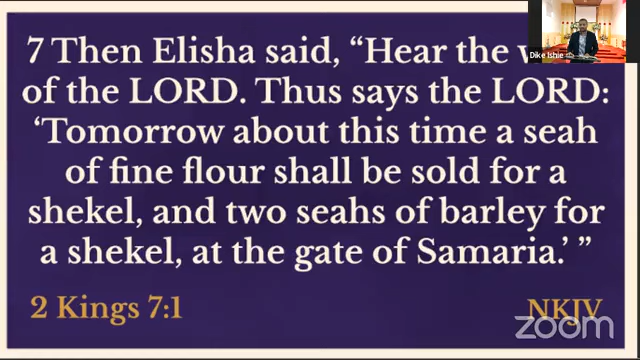 7 Then Elisha said, “Hear the
of the LORD. Thus says the LORD:
‘Tomorrow about this time a seah
of fine flour shall be sold for a
shekel, and two seahs of barley for
a shekel, at the gate of Samaria.’ ”
2 Kings 7:1
NKJV
zoom
Dike Ishie